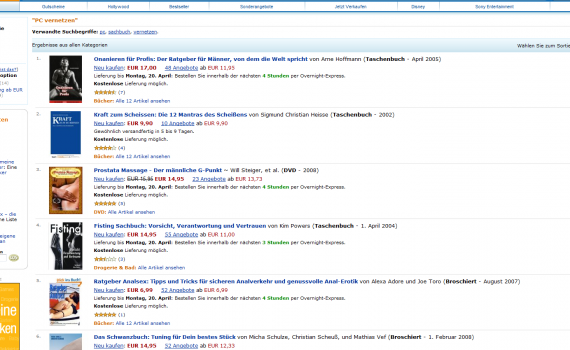 Gutscheine Hollywood Bestseller Sonderangebote Jetzt Verkaufen Disney Sony Entertainment
"PC vernetzen"
Verwandte Suchbegriffe: pc, sachbuch, vernetzen.
Ergebnisse aus allen Kategorien
Wählen Sie zum Sortie
1. Onanieren für Profis: Der Ratgeber für Männer, von dem die Welt spricht von Arne Hoffmann (Taschenbuch - April 2005)
Neu kaufen: EUR 17,00 48 Angebote ab EUR 11,95
Lieferung bis Montag, 20. April: Bestellen Sie innerhalb der nächsten 4 Stunden per Overnight-Express.
Kostenlose Lieferung möglich.
(7)
Bücher: Alle 12 Artikel ansehen
2. Kraft zum Scheissen: Die 12 Mantras des Scheißens von Sigmund Christian Heisse (Taschenbuch - 2002)
Neu kaufen: EUR 9,90 10 Angebote ab EUR 9,90
Gewöhnlich versandfertig in 5 bis 9 Tagen.
Kostenlose Lieferung möglich.
(4)
Bücher: Alle 12 Artikel ansehen
3. Prostata Massage - Der männliche G-Punkt ~ Will Steiger, et al. (DVD - 2008)
Neu kaufen: EUR 14,95 23 Angebote ab EUR 13,73
Lieferung bis Montag, 20. April: Bestellen Sie innerhalb der nächsten 4 Stunden per Overnight-Express.
Kostenlose Lieferung möglich.
DVD: Alle Artikel ansehen
4. Fisting Sachbuch: Vorsicht, Verantwortung und Vertrauen von Kim Powers (Taschenbuch - 1. April 2004)
Neu kaufen: EUR 14,95 55 Angebote ab EUR 11,00
Lieferung bis Montag, 20. April: Bestellen Sie innerhalb der nächsten 3 Stunden per Overnight-Express.
Kostenlose Lieferung möglich.
(3)
Drogerie & Bad: Alle Artikel ansehen
5. Ratgeber Analsex: Tipps und Tricks für sicheren Analverkehr und genussvolle Anal-Erotik von Alexa Adore und Joe Toro (Broschiert - August 2007)
Neu kaufen: EUR 6,99 52 Angebote ab EUR 6,99
Lieferung bis Montag, 20. April: Bestellen Sie innerhalb der nächsten 4 Stunden per Overnight-Express.
Kostenlose Lieferung möglich.
(1)
Bücher: Alle 12 Artikel ansehen
6. Das Schwanzbuch: Tuning für Dein bestes Stück von Micha Schulze, Christian Scheuß, und Mathias Vef (Broschiert - 1. Februar 2008)
Neu kaufen: EUR 14,95 52 Angebote ab EUR 12,33
KRAFT
Fisting